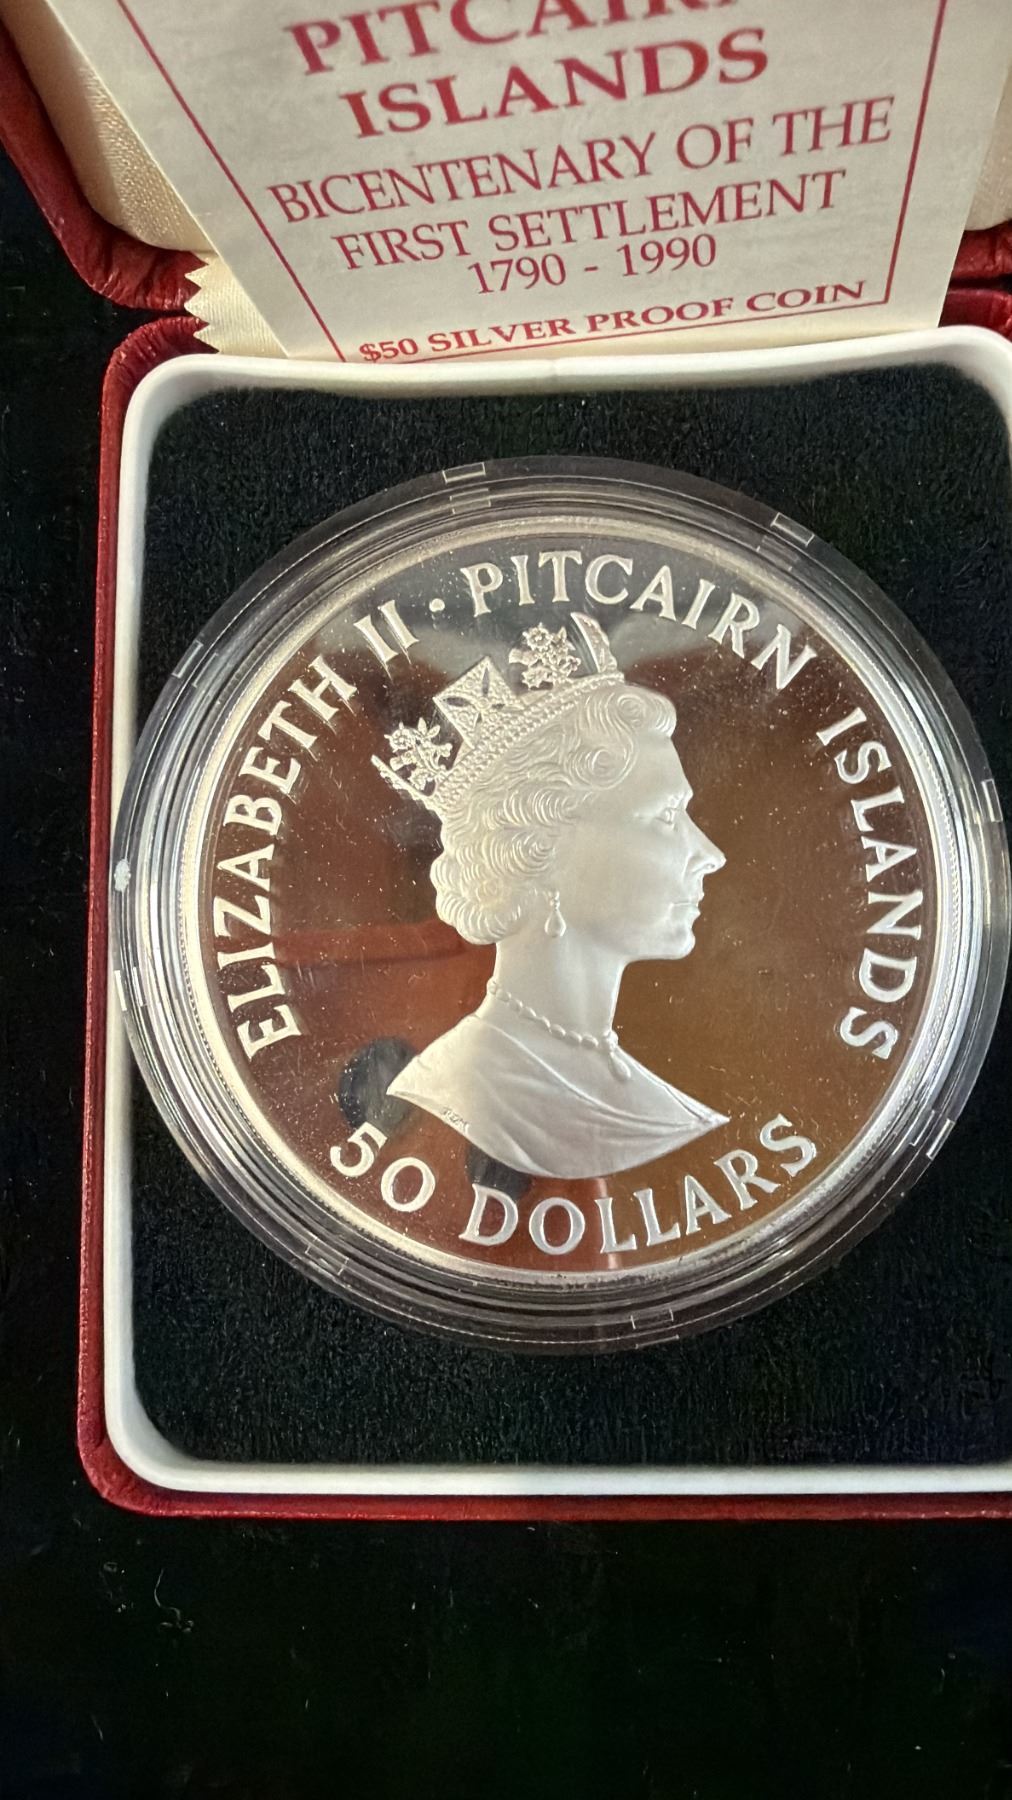 PITCAIRN
ISLANDS
BICENTENARY OF THE
FIRST SETTLEMENT
1790 - 1990
$50 SILVER PROOF COIN
ELIZABETH II · PITCAIRN ISLANDS
50 DOLLARS